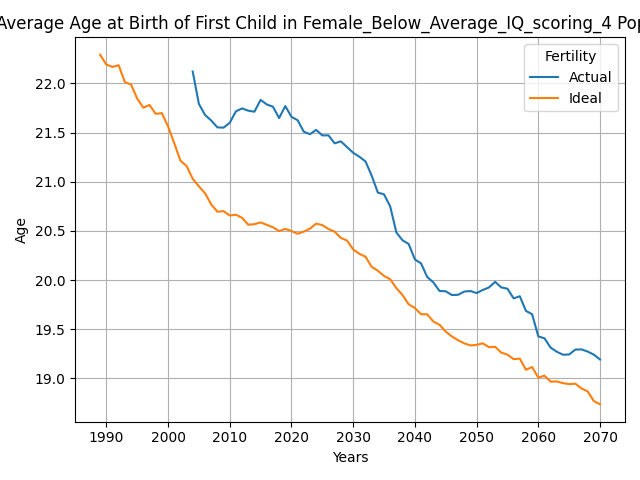 Average Age at Birth of First Child in Female_Below_Average_IQ_scoring_4 Pop
Fertility
Actual
Ideal
22.0
21.5
21.0
20.5
20.0
19.5
19.0
Age
1990 2000 2010 2020 2030 2040 2050 2060 2070
Years